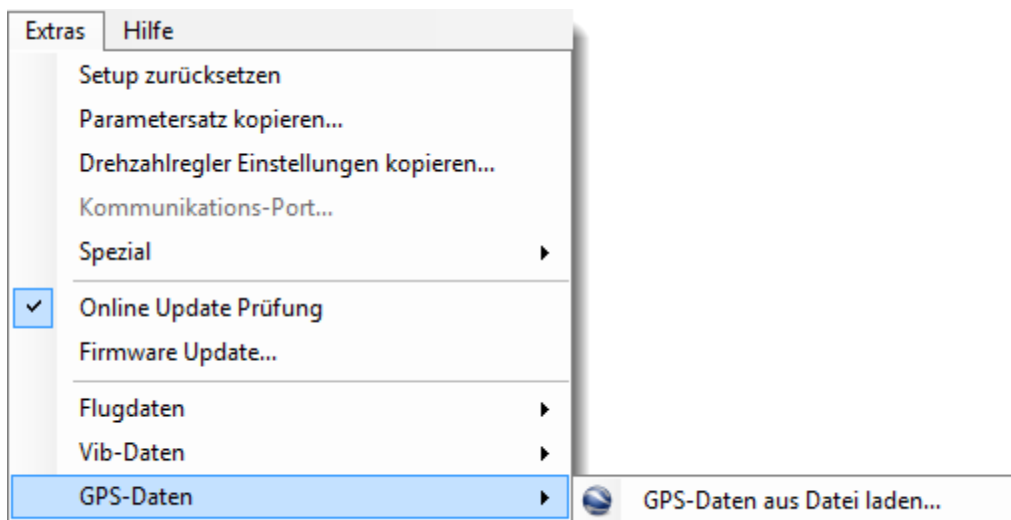 Extras Hilfe
Setup zurücksetzen
Parametersatz kopieren...
Drehzahlregler Einstellungen kopieren...
Kommunikations-Port...
Spezial
Online Update Prüfung
Firmware Update...
Flugdaten
Vib-Daten
GPS-Daten GPS-Daten aus Datei laden...